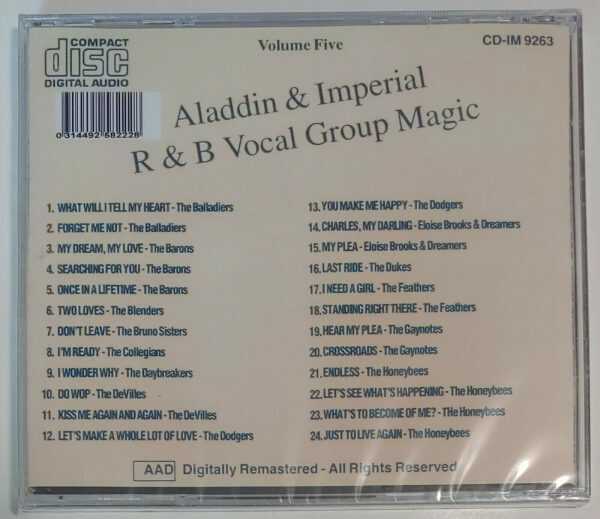 COMPACT
disc
DIGITAL AUDIO
Volume Five
CD-IM 9263
0 314492 582228
Aladdin & Imperial
R & B Vocal Group Magic
1. WHAT WILL I TELL MY HEART - The Balladiers
2. FORGET ME NOT - The Balladiers
3. MY DREAM, MY LOVE - The Barons
4. SEARCHING FOR YOU - The Barons
5. ONCE IN A LIFETIME - The Barons
6. TWO LOVES - The Blenders
7. DON'T LEAVE - The Bruno Sisters
8. I'M READY - The Collegians
9. I WONDER WHY - The Daybreakers
10. DO WOP - The DeVilles
11. KISS ME AGAIN AND AGAIN - The DeVilles
12. LET'S MAKE A WHOLE LOT OF LOVE - The Dodgers
13. YOU MAKE ME HAPPY - The Dodgers
14. CHARLES, MY DARLING - Eloise Brooks & Dreamers
15. MY PLEA - Eloise Brooks & Dreamers
16. LAST RIDE - The Dukes
17. I NEED A GIRL - The Feathers
18. STANDING RIGHT THERE - The Feathers
19. HEAR MY PLEA - The Gaynotes
20. CROSSROADS - The Gaynotes
21. ENDLESS - The Honeybees
22. LET'S SEE WHAT'S HAPPENING - The Honeybees
23. WHAT'S TO BECOME OF ME? - The Honeybees
24. JUST TO LIVE AGAIN - The Honeybees
AAD Digitally Remastered - All Rights Reserved